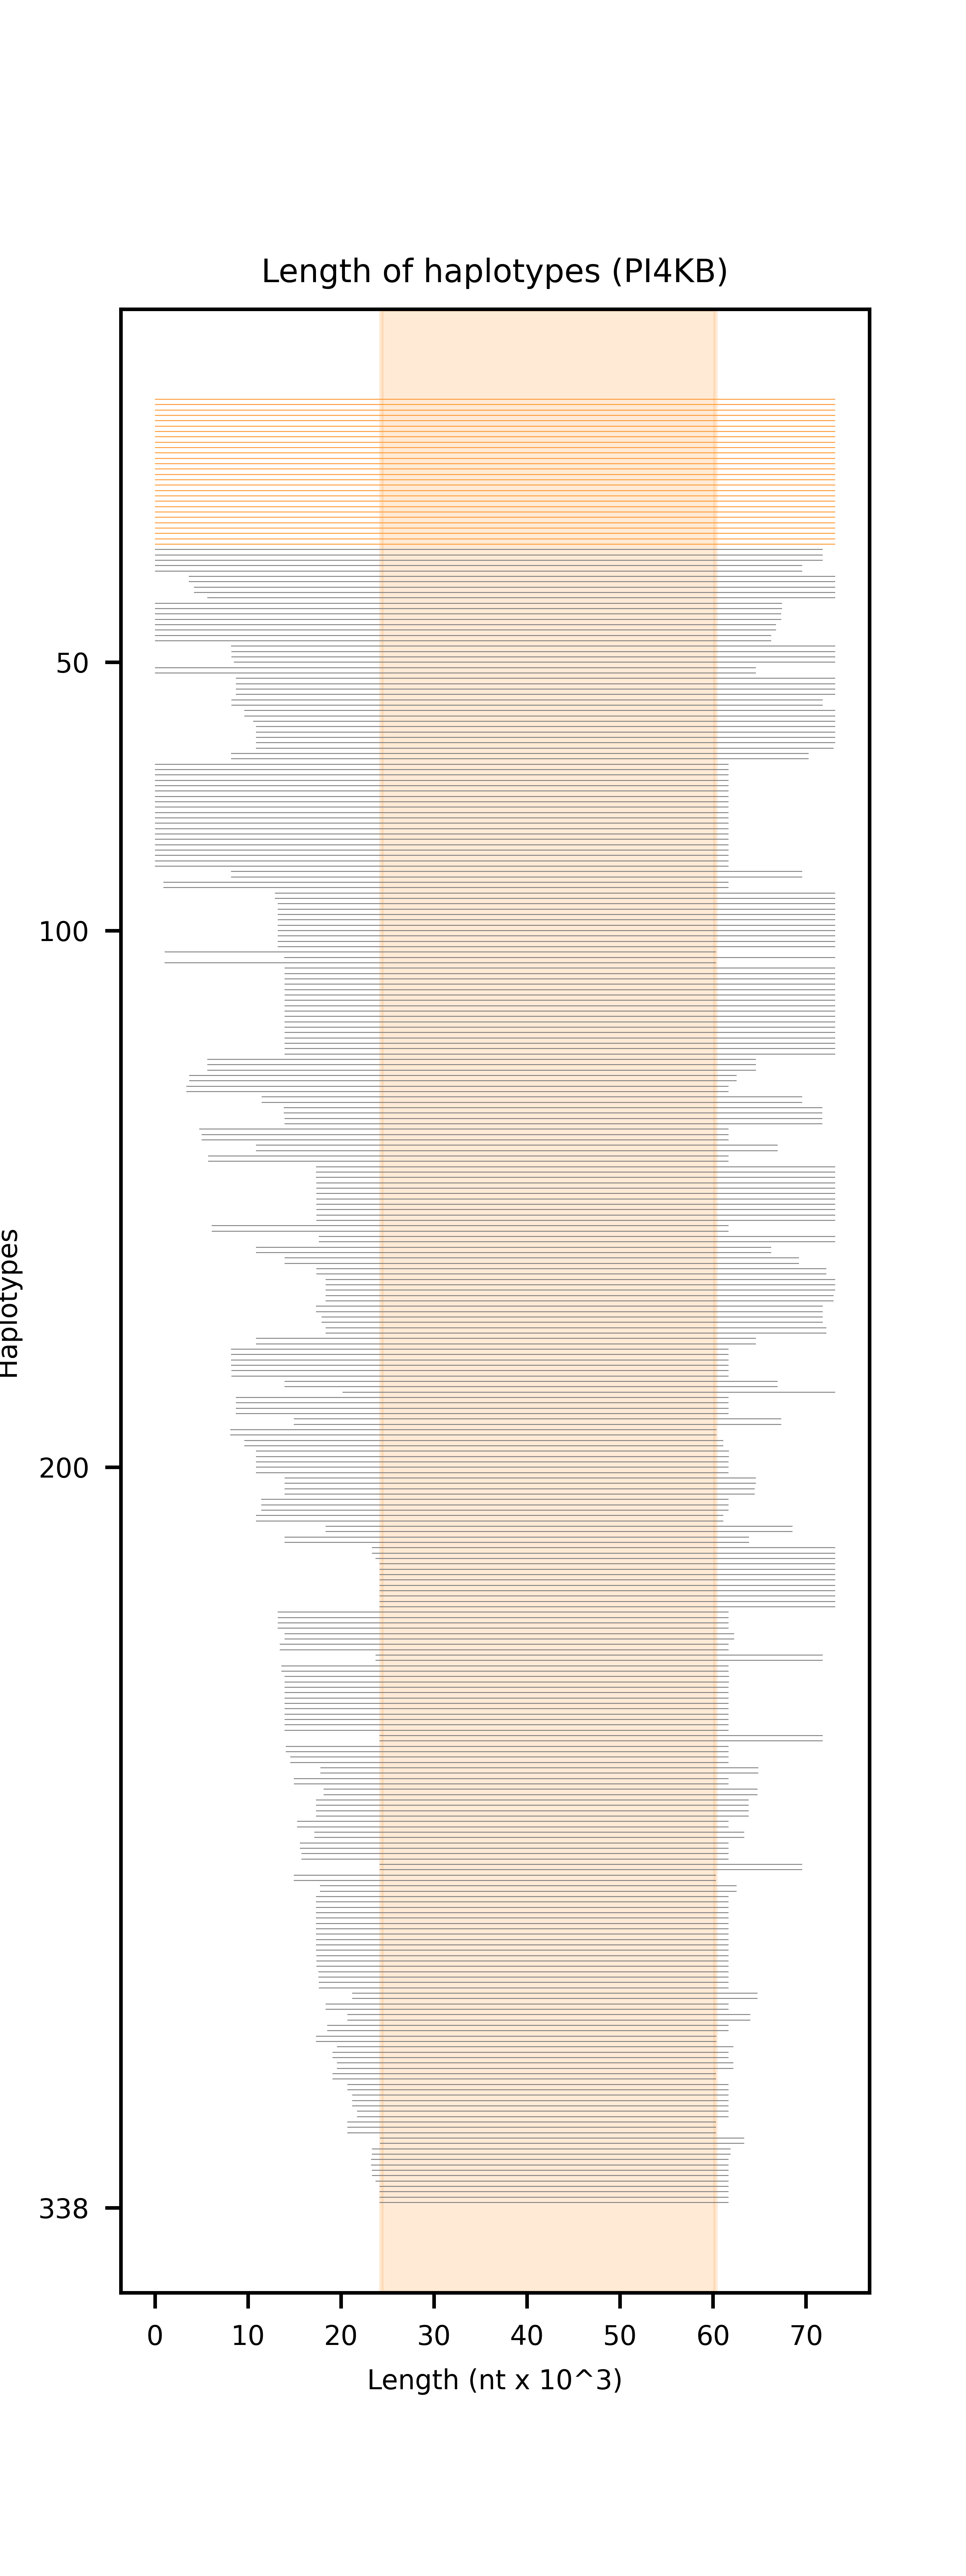 Length of haplotypes (PI4KB)
50
100
200
338
Haplotypes
0 10 20 30 40 50 60 70
Length (nt x 10^3)